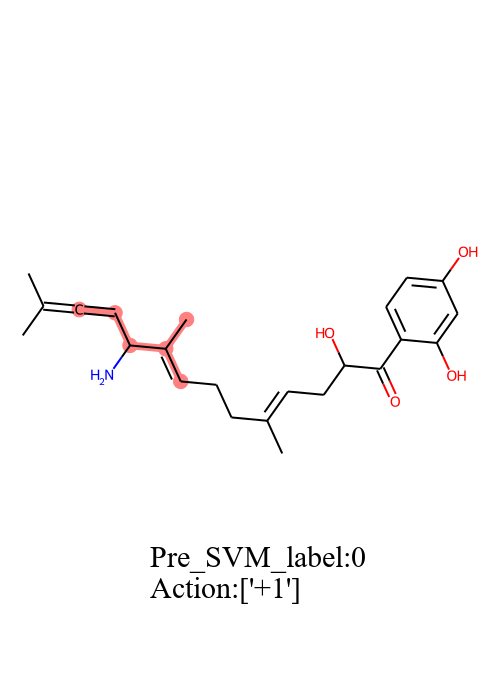 OH
HO
C
H2N
OH
O
Pre_SVM_label:0
Action:['+1']